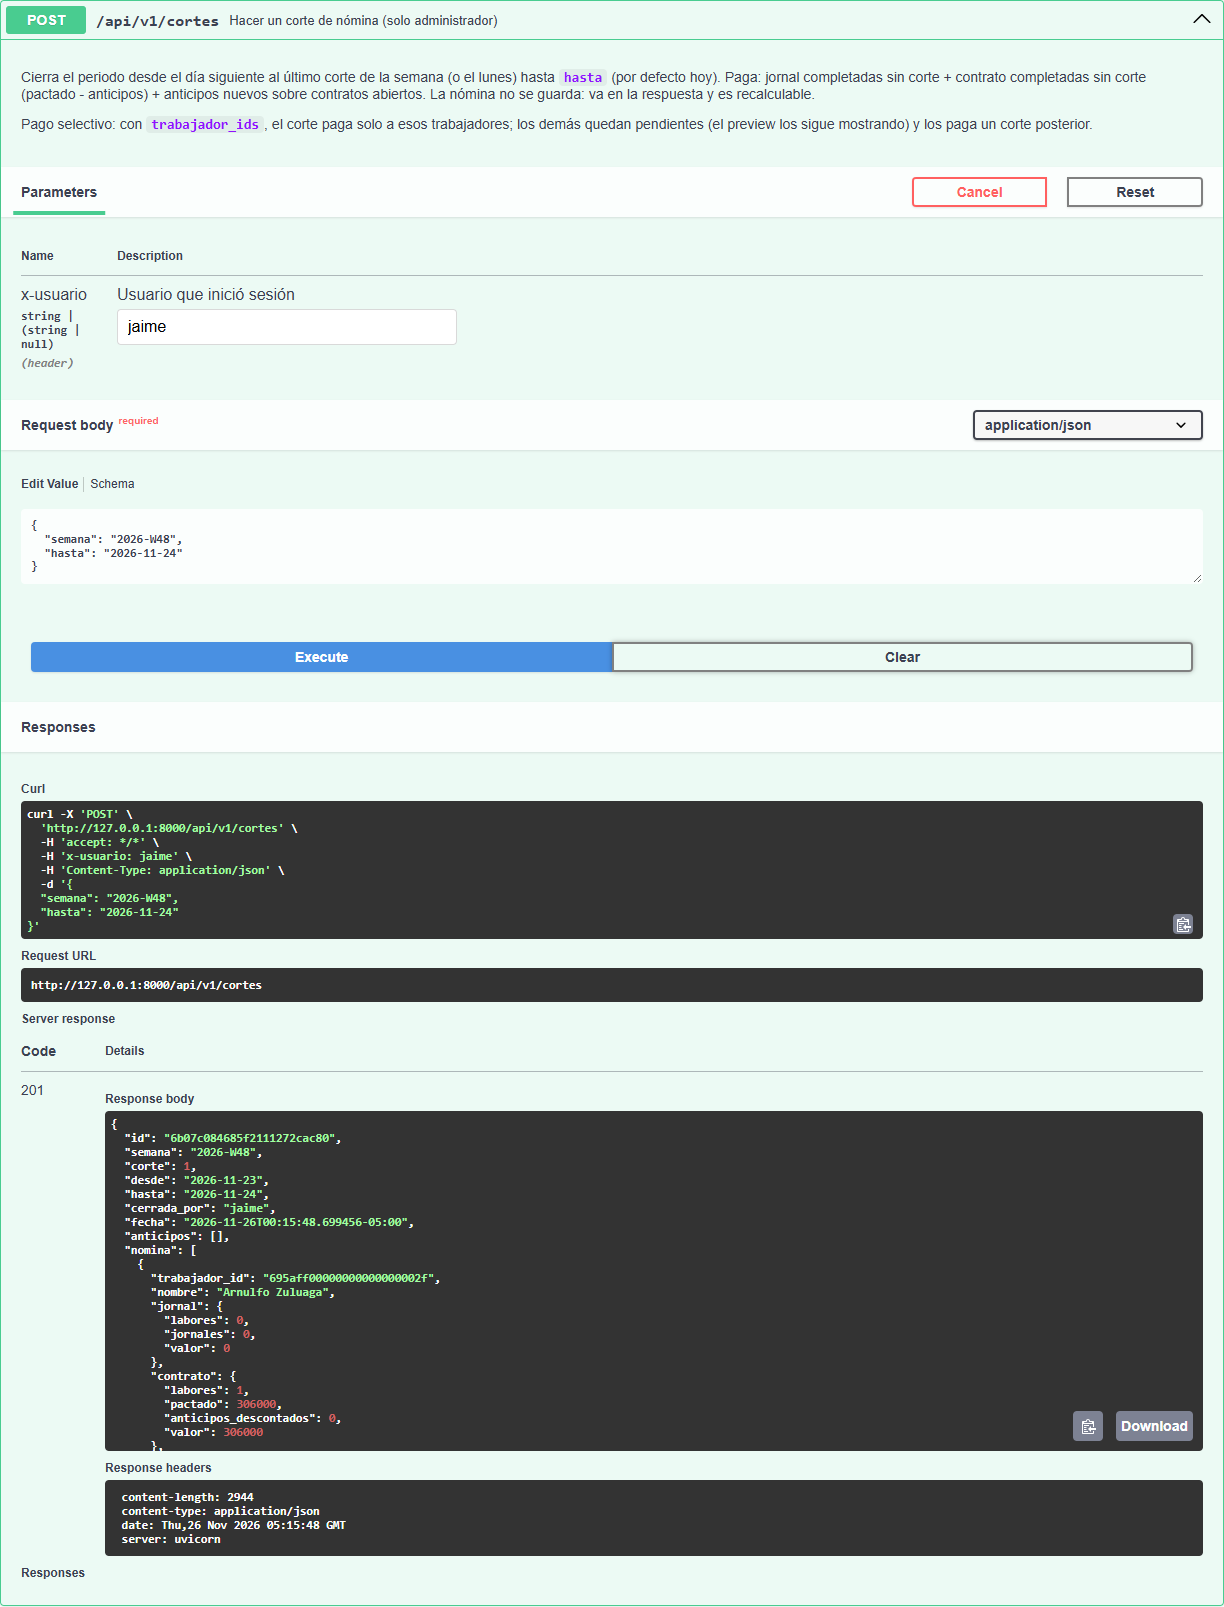 POST /api/v1/cortes Hacer un corte de nómina (solo administrador)
Cierra el periodo desde el día siguiente al último corte de la semana (o el lunes) hasta hasta (por defecto hoy). Paga: jornal completadas sin corte + contrato completadas sin corte
(pactado - anticipos) + anticipos nuevos sobre contratos abiertos. La nómina no se guarda: va en la respuesta y es recalculable.
Pago selectivo: con trabajador_ids, el corte paga solo a esos trabajadores; los demás quedan pendientes (el preview los sigue mostrando) y los paga un corte posterior.
Parameters
Cancel
Reset
Name Description
x-usuario Usuario que inició sesión
string |
(string |
null)
(header)
jaime
Request body required
application/json
Edit Value Schema
{
  "semana": "2026-W48",
  "hasta": "2026-11-24"
}
Execute
Clear
Responses
Curl
curl -X 'POST' \
  'http://127.0.0.1:8000/api/v1/cortes' \
  -H 'accept: */*' \
  -H 'x-usuario: jaime' \
  -H 'Content-Type: application/json' \
  -d '{
  "semana": "2026-W48",
  "hasta": "2026-11-24"
}'
Request URL
http://127.0.0.1:8000/api/v1/cortes
Server response
Code Details
201
Response body
{
  "id": "6b07c084685f2111272cac80",
  "semana": "2026-W48",
  "corte": 1,
  "desde": "2026-11-23",
  "hasta": "2026-11-24",
  "cerrada_por": "jaime",
  "fecha": "2026-11-26T00:15:48.699456-05:00",
  "anticipos": [],
  "nomina": [
    {
      "trabajador_id": "695aff00000000000000002f",
      "nombre": "Arnulfo Zuluaga",
      "jornal": {
        "labores": 0,
        "jornales": 0,
        "valor": 0
      },
      "contrato": {
        "labores": 1,
        "pactado": 306000,
        "anticipos_descontados": 0,
        "valor": 306000
      },
Download
Response headers
content-length: 2944
content-type: application/json
date: Thu,26 Nov 2026 05:15:48 GMT
server: uvicorn
Responses